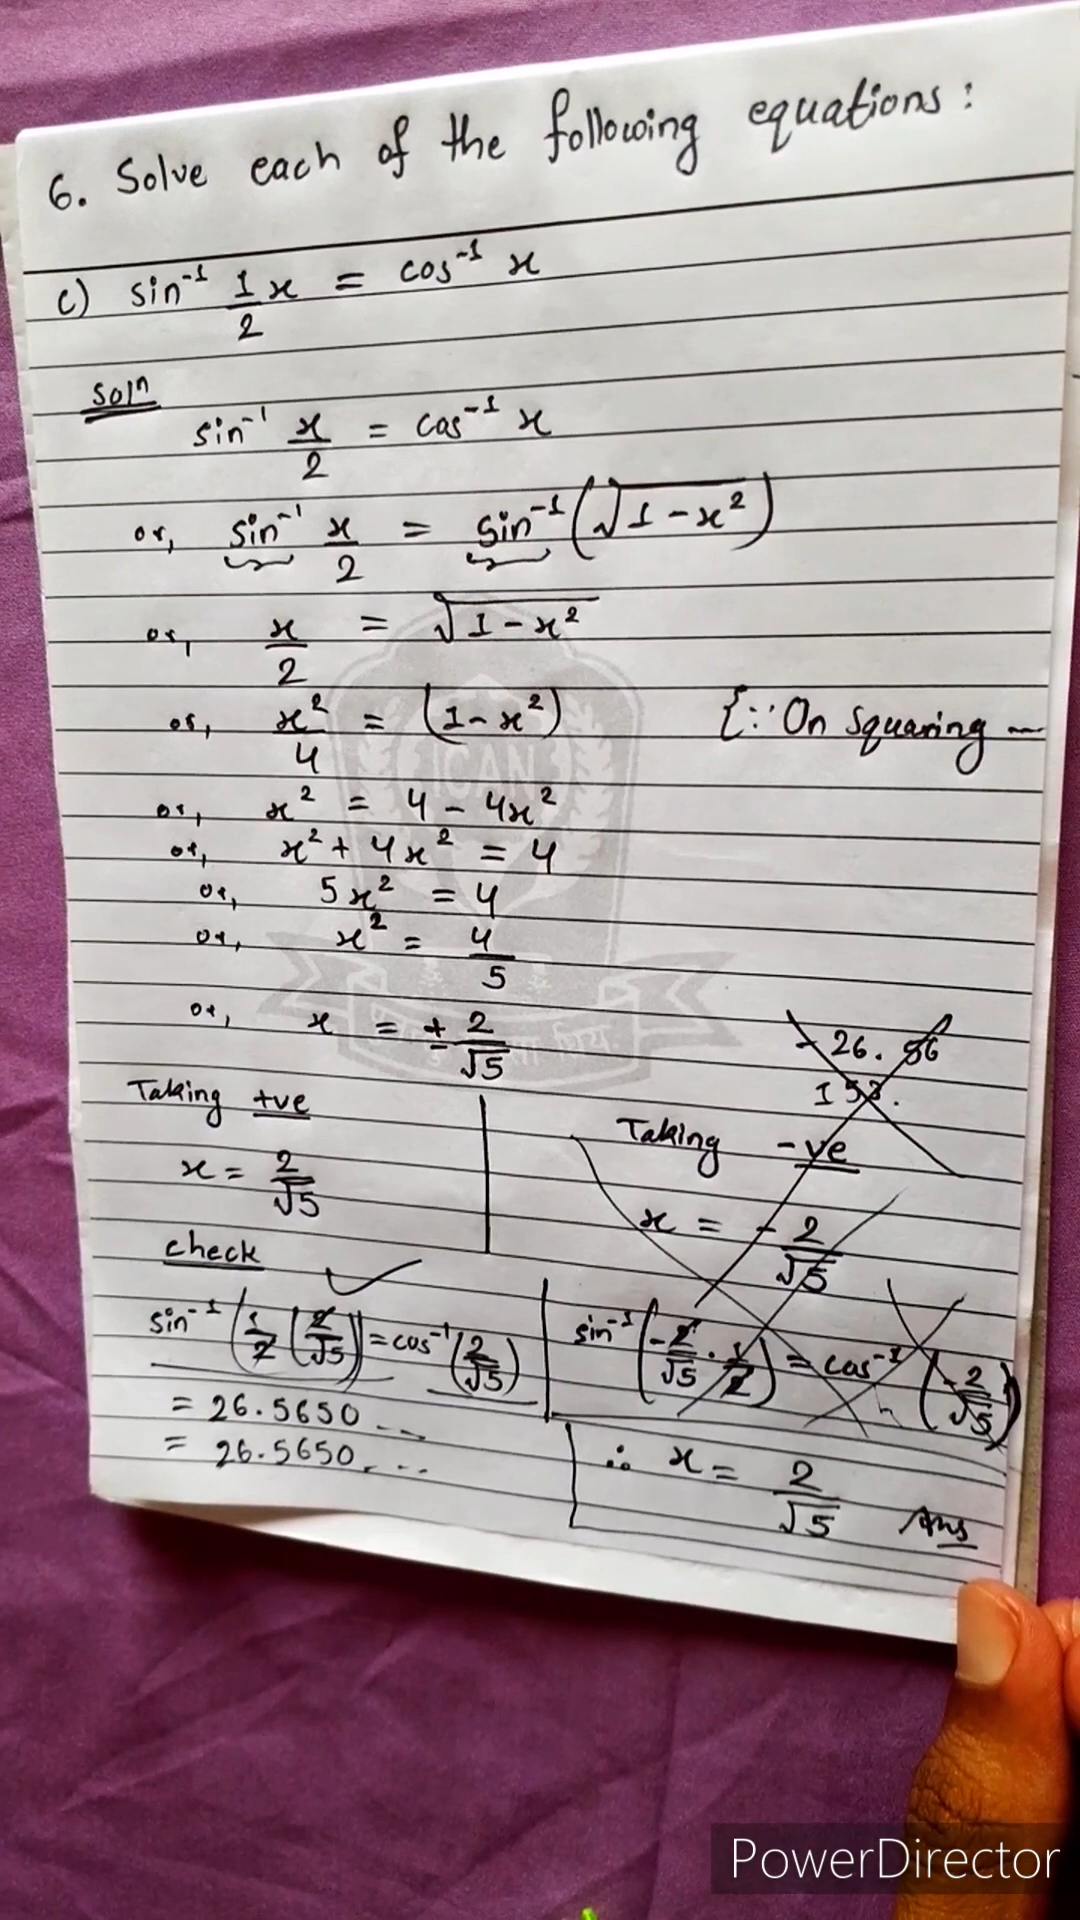 6. Solve each of the following equations:
c) sin⁻¹ 1/2 x = cos⁻¹ x
Solⁿ
sin⁻¹ x/2 = cos⁻¹ x
or, sin⁻¹ x/2 = sin⁻¹ (√(1-x²))
or, x/2 = √(1-x²)
or, x²/4 = (1-x²) {∵ On squaring
or, x² = 4 - 4x²
or, x² + 4x² = 4
or, 5x² = 4
or, x² = 4/5
or, x = ± 2/√5
- 26.56
153.
Taking +ve
x = 2/√5
Taking -ve
x = - 2/√5
check
sin⁻¹ (1/2 (2/√5)) = cos⁻¹ (2/√5)
= 26.5650...
= 26.5650...
sin⁻¹ (-2/√5 · 1/2) = cos⁻¹ (-2/√5)
∴ x = 2/√5 Ans
CAN
PowerDirector